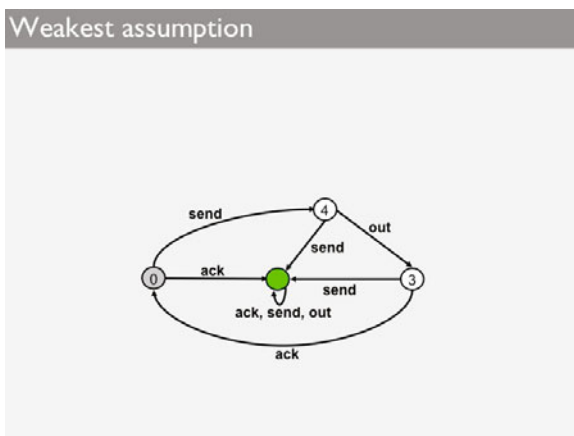 Weakest assumption
send
4
out
send
0
ack
send
3
ack, send, out
ack